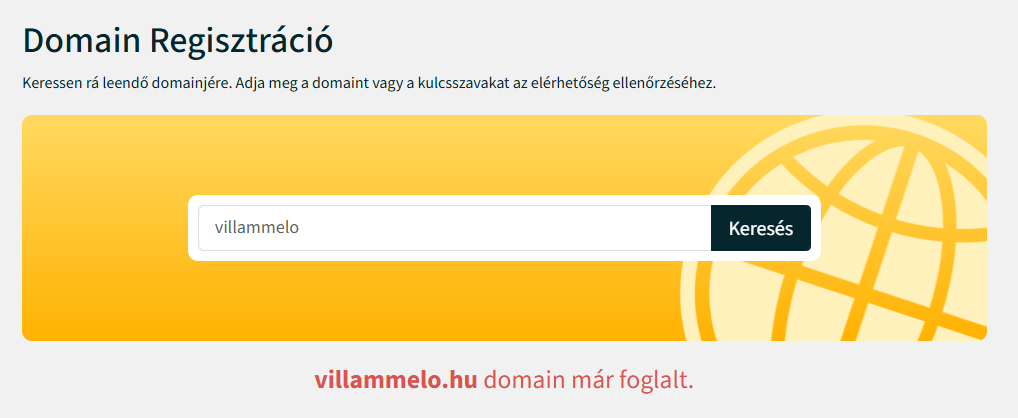 Domain Regisztráció
Keressen rá leendő domainjére. Adja meg a domaint vagy a kulcsszavakat az elérhetőség ellenőrzéséhez.
villammelo
Keresés
villammelo.hu domain már foglalt.